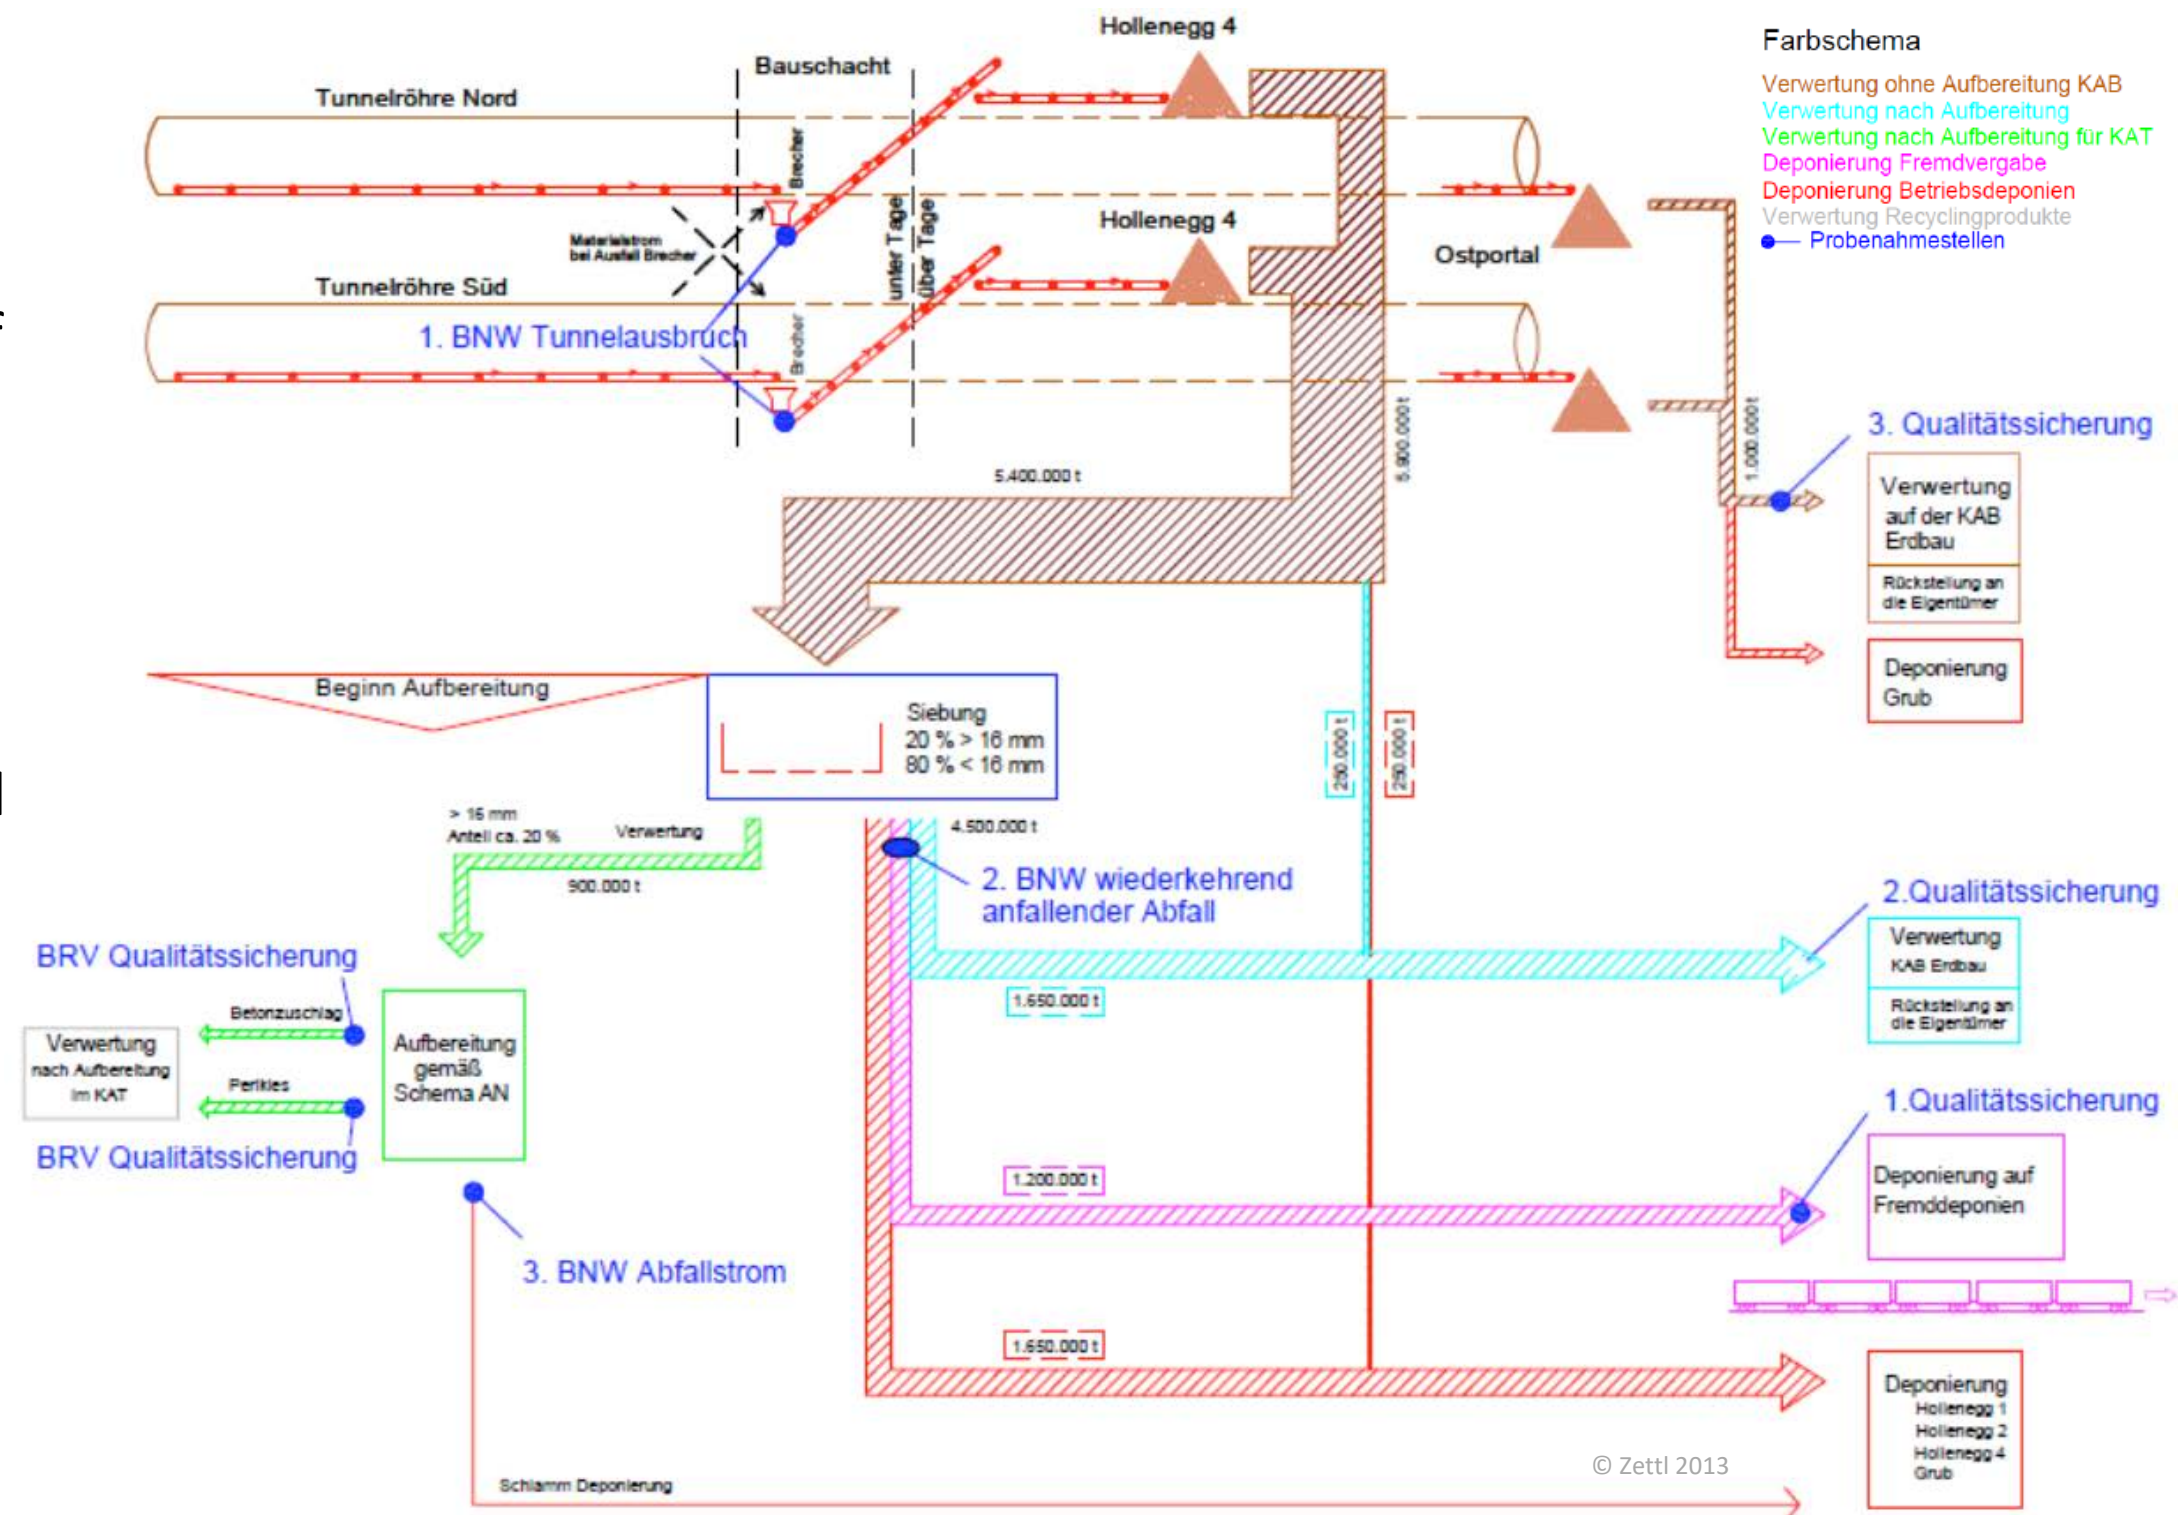 Hollenegg 4
Bauschacht
Tunnelröhre Nord
Brecher
Materialstrom
bei Ausfall Brecher
unter Tage
über Tage
Hollenegg 4
Tunnelröhre Süd
Brecher
1. BNW Tunnelausbruch
Ostportal
Farbschema
Verwertung ohne Aufbereitung KAB
Verwertung nach Aufbereitung
Verwertung nach Aufbereitung für KAT
Deponierung Fremdvergabe
Deponierung Betriebsdeponien
Verwertung Recyclingprodukte
Probenahmestellen
5.400.000 t
5.900.000 t
1.000.000 t
3. Qualitätssicherung
Verwertung
auf der KAB
Erdbau
Rückstellung an
die Eigentümer
Deponierung
Grub
Beginn Aufbereitung
Siebung
20 % > 16 mm
80 % < 16 mm
250.000 t
250.000 t
> 16 mm
Anteil ca. 20 %
Verwertung
900.000 t
4.500.000 t
2. BNW wiederkehrend
anfallender Abfall
2.Qualitätssicherung
Verwertung
KAB Erdbau
Rückstellung an
die Eigentümer
1.650.000 t
BRV Qualitätssicherung
Betonzuschlag
Verwertung
nach Aufbereitung
im KAT
Perlkies
BRV Qualitätssicherung
Aufbereitung
gemäß
Schema AN
1.Qualitätssicherung
Deponierung auf
Fremddeponien
1.200.000 t
3. BNW Abfallstrom
1.650.000 t
Deponierung
Hollenegg 1
Hollenegg 2
Hollenegg 4
Grub
Schlamm Deponierung
© Zettl 2013